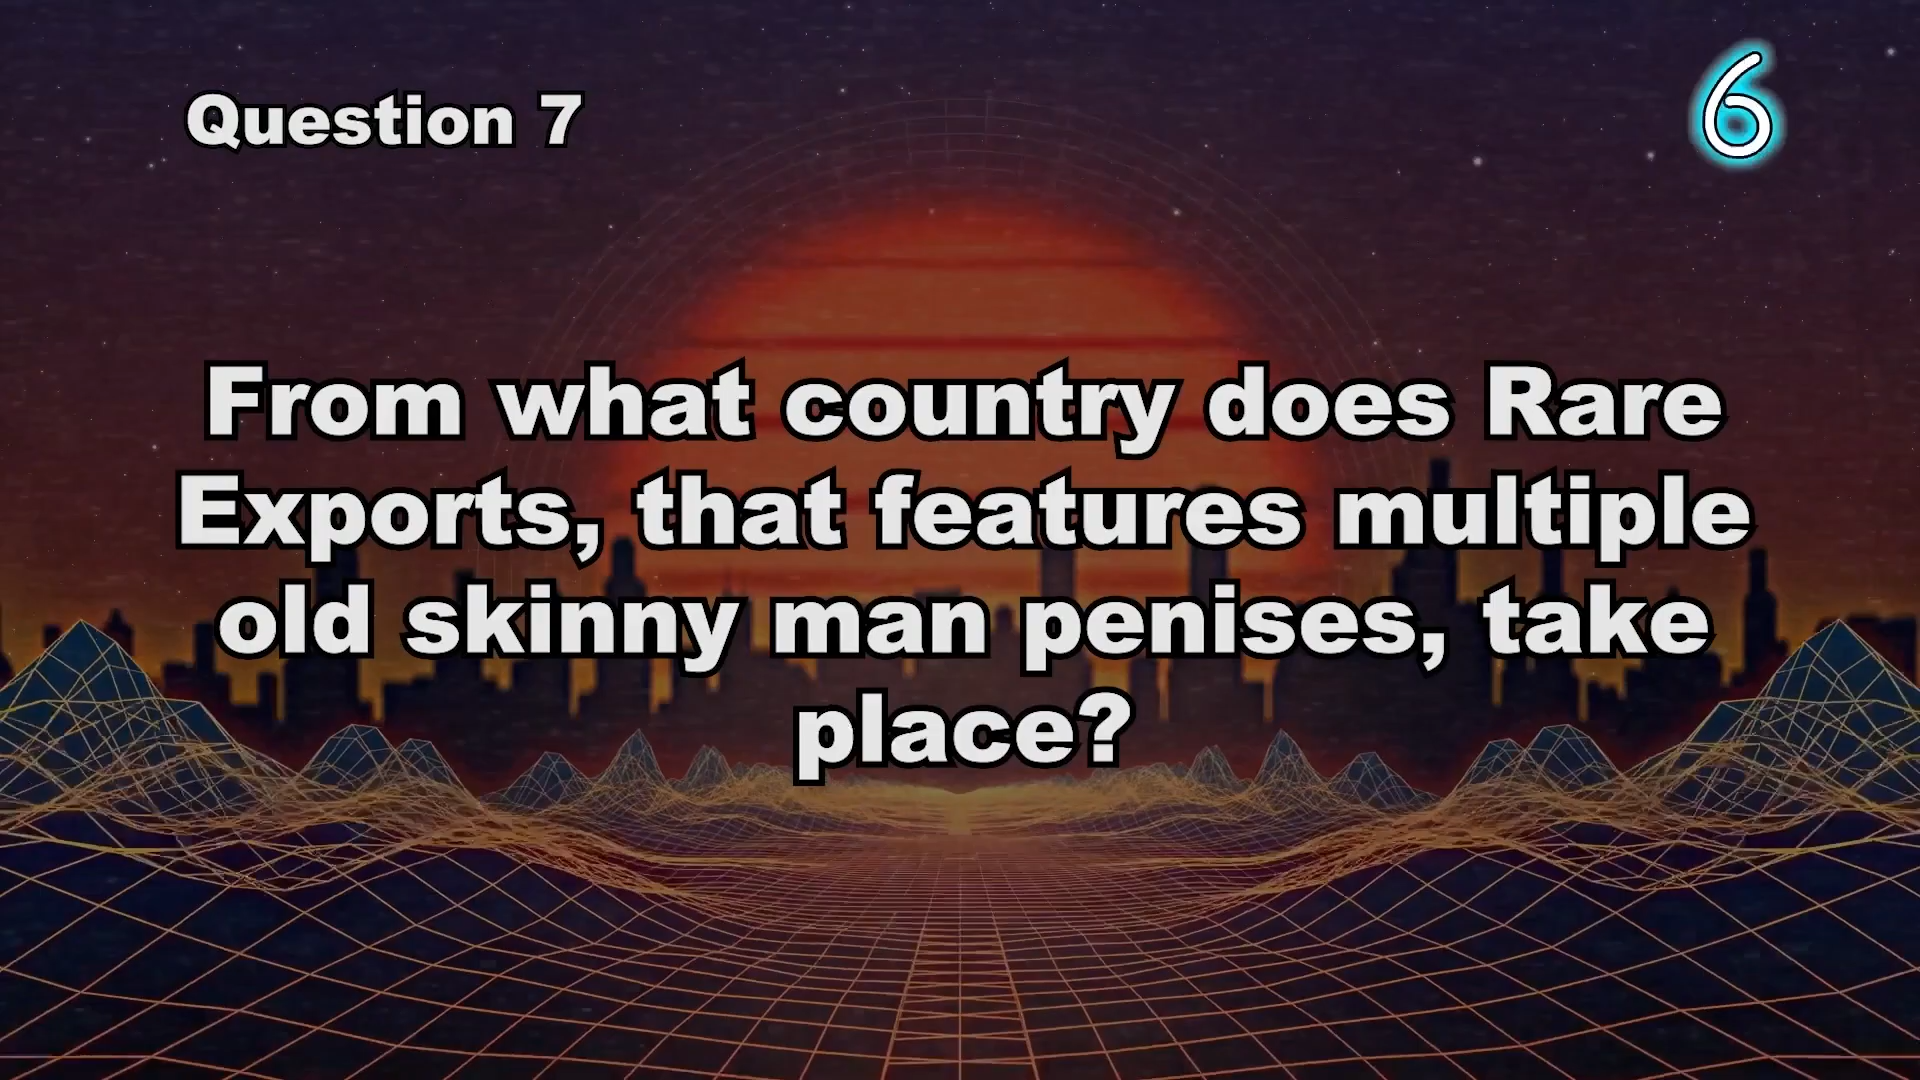 Question 7
6
From what country does Rare
Exports, that features multiple
old skinny man penises, take
place?